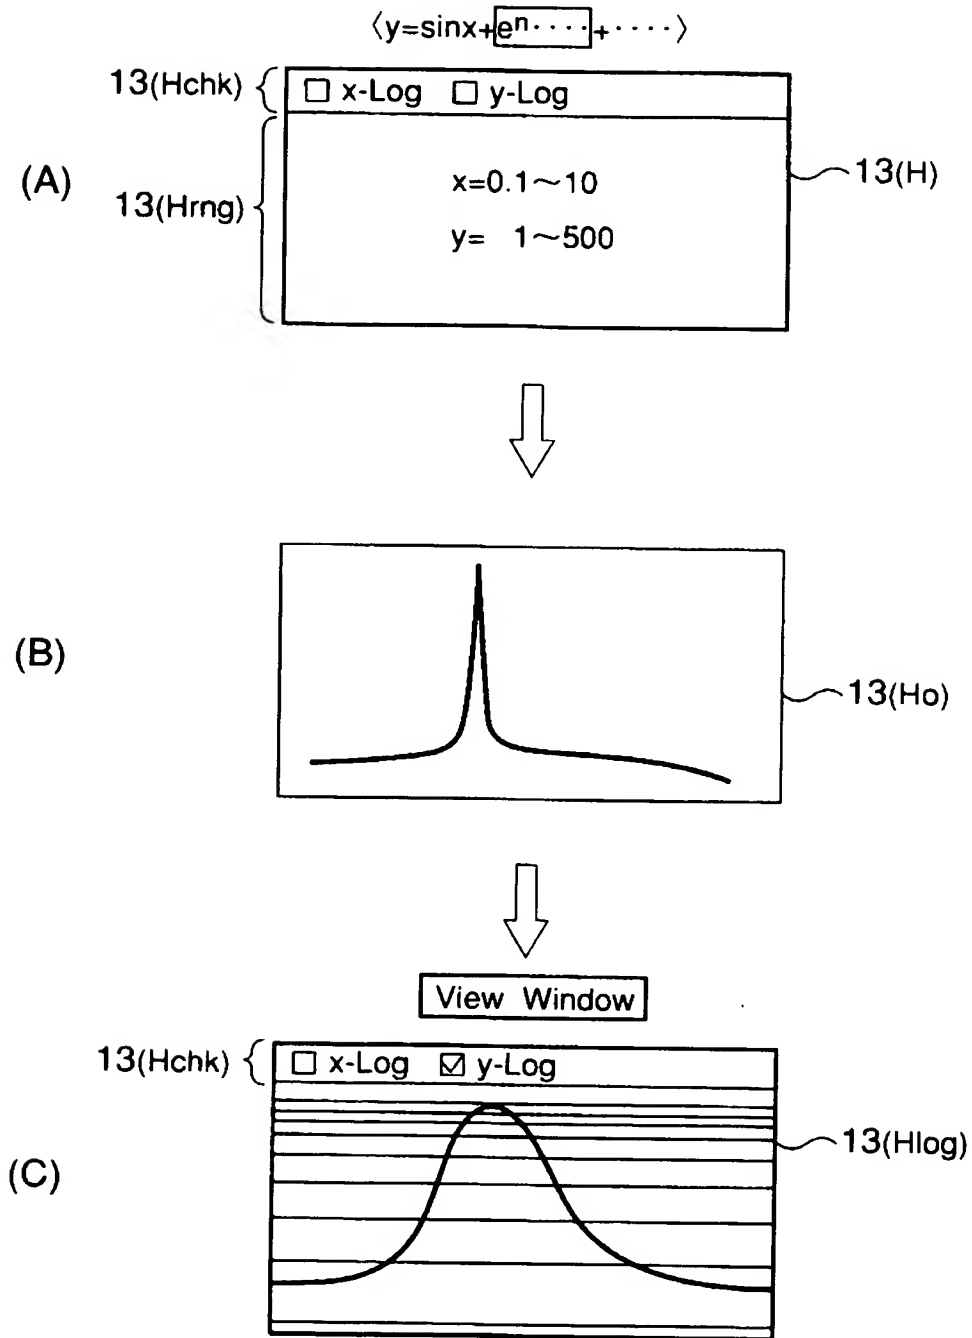 〈y=sinx+eⁿ････+････〉
13(Hchk) □ x-Log □ y-Log
(A)
13(Hrng)
x=0.1〜10
y= 1〜500
13(H)
(B)
13(Ho)
View Window
13(Hchk) □ x-Log ☑ y-Log
13(Hlog)
(C)